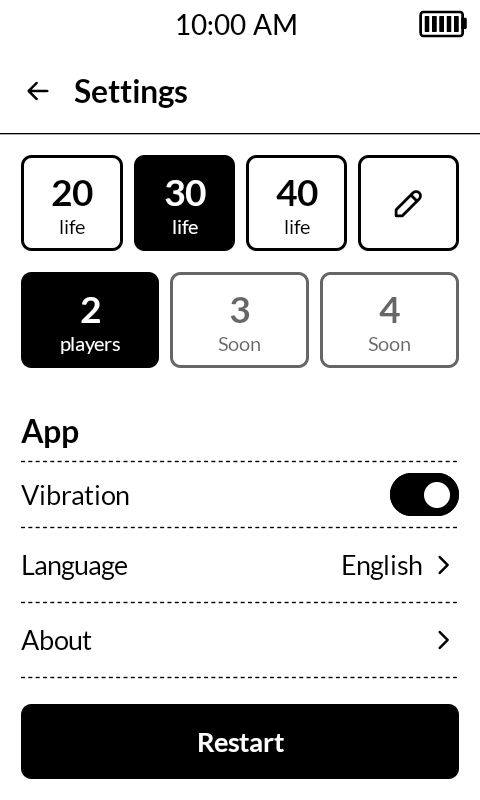 10:00 AM
Settings
20 30 40
life life life
2 3 4
players Soon Soon
App
Vibration
Language English
About
Restart